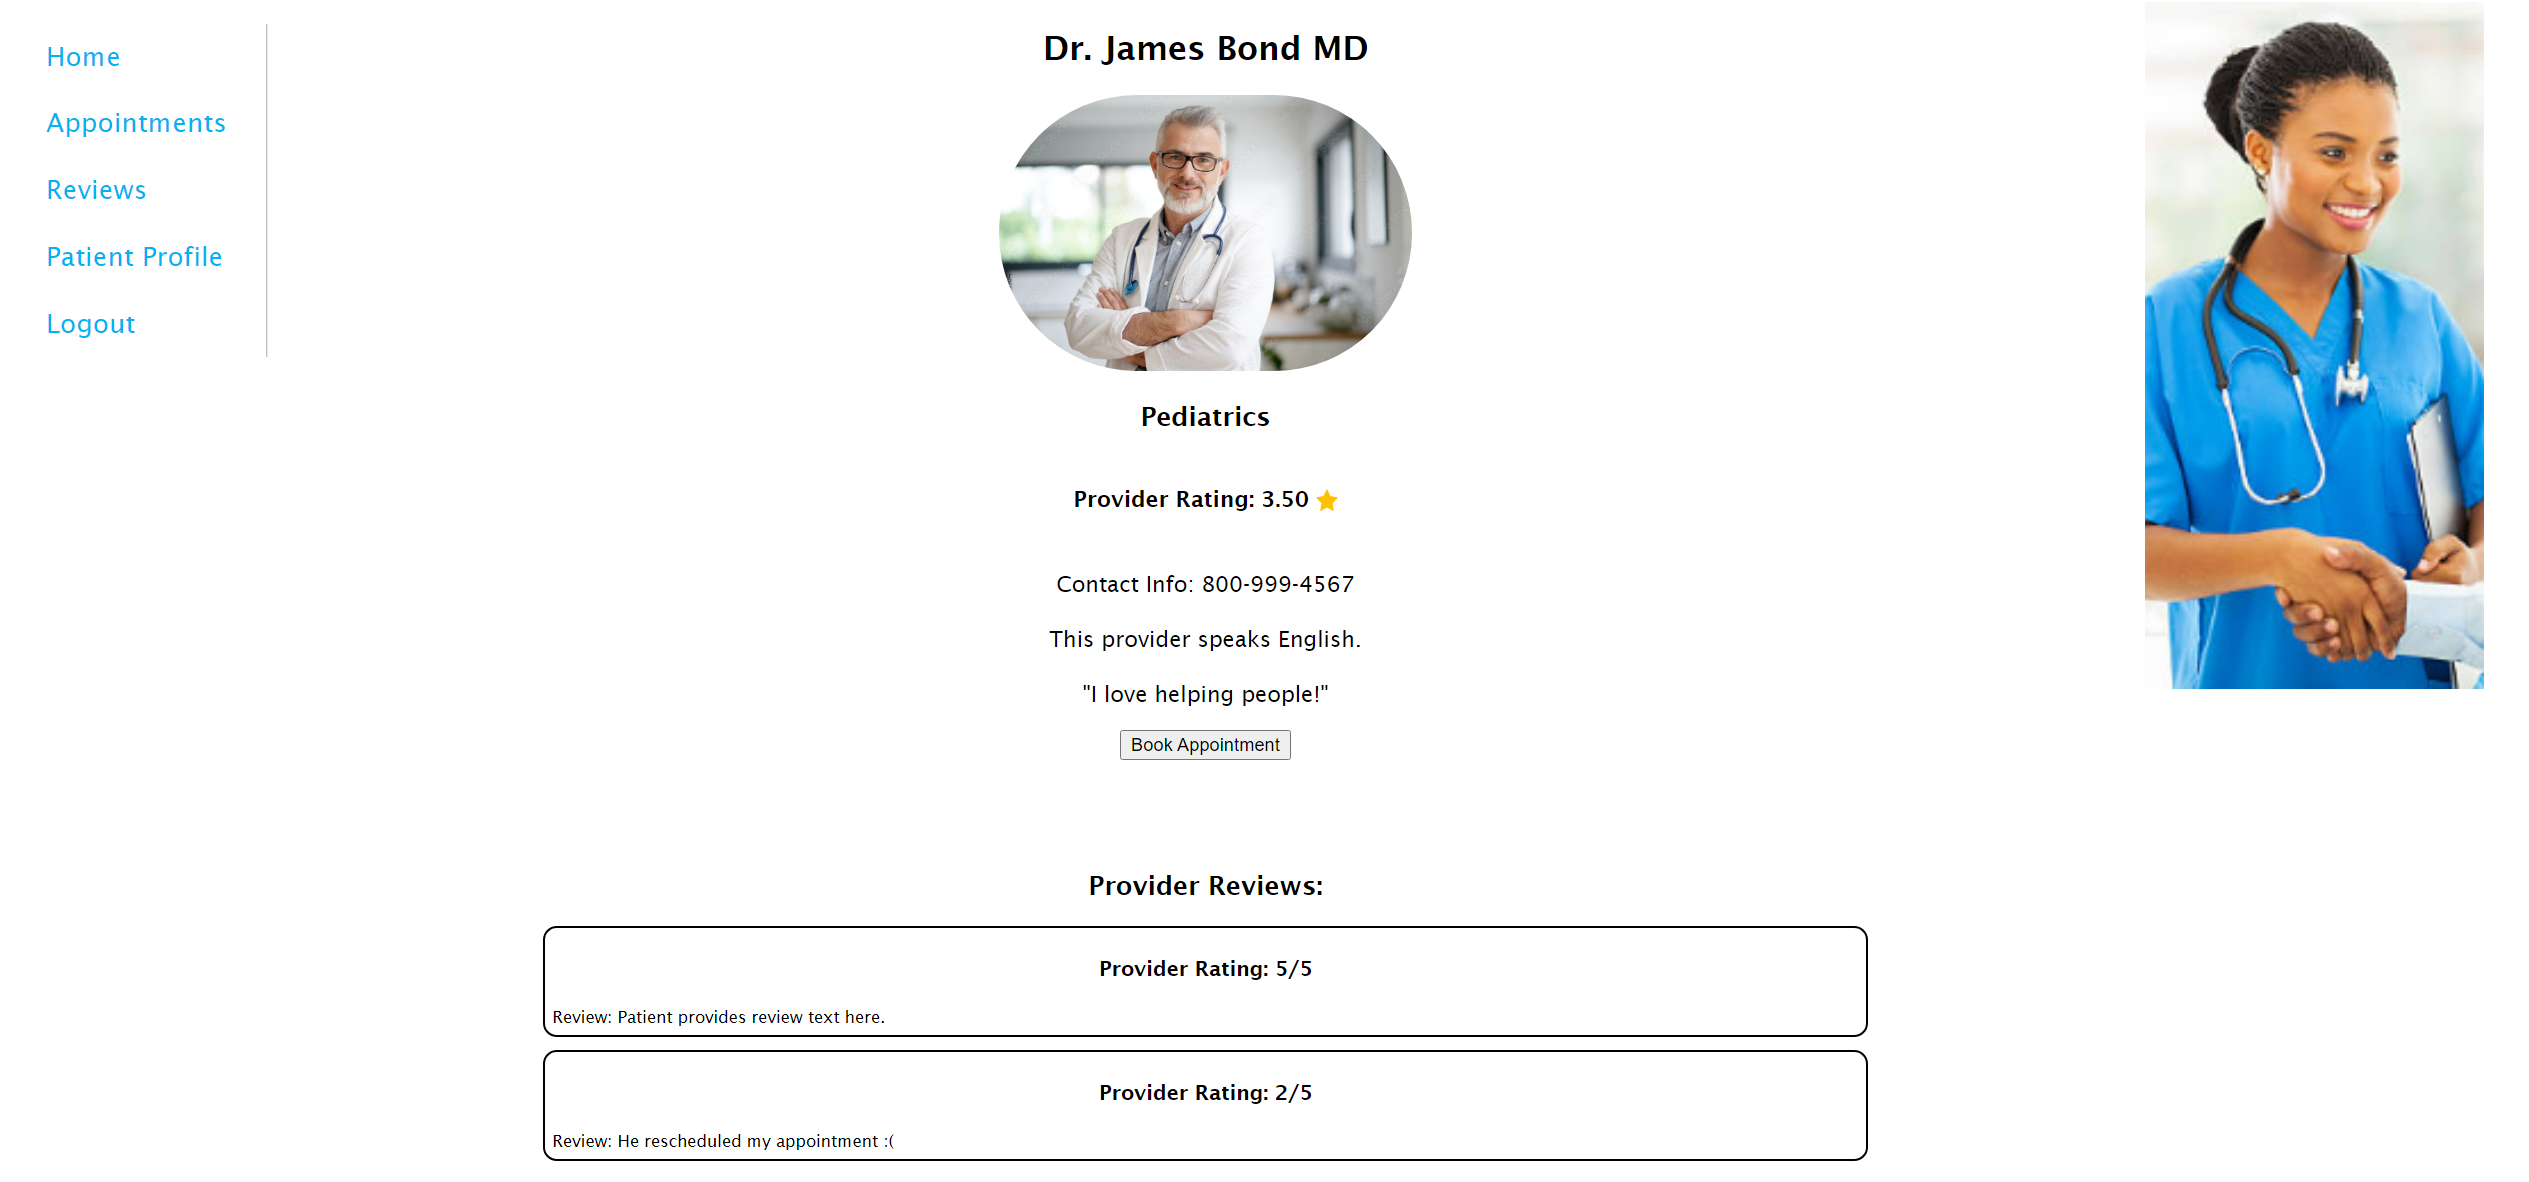 Home
Appointments
Reviews
Patient Profile
Logout
Dr. James Bond MD
Pediatrics
Provider Rating: 3.50
Contact Info: 800-999-4567
This provider speaks English.
"I love helping people!"
Book Appointment
Provider Reviews:
Provider Rating: 5/5
Review: Patient provides review text here.
Provider Rating: 2/5
Review: He rescheduled my appointment :(